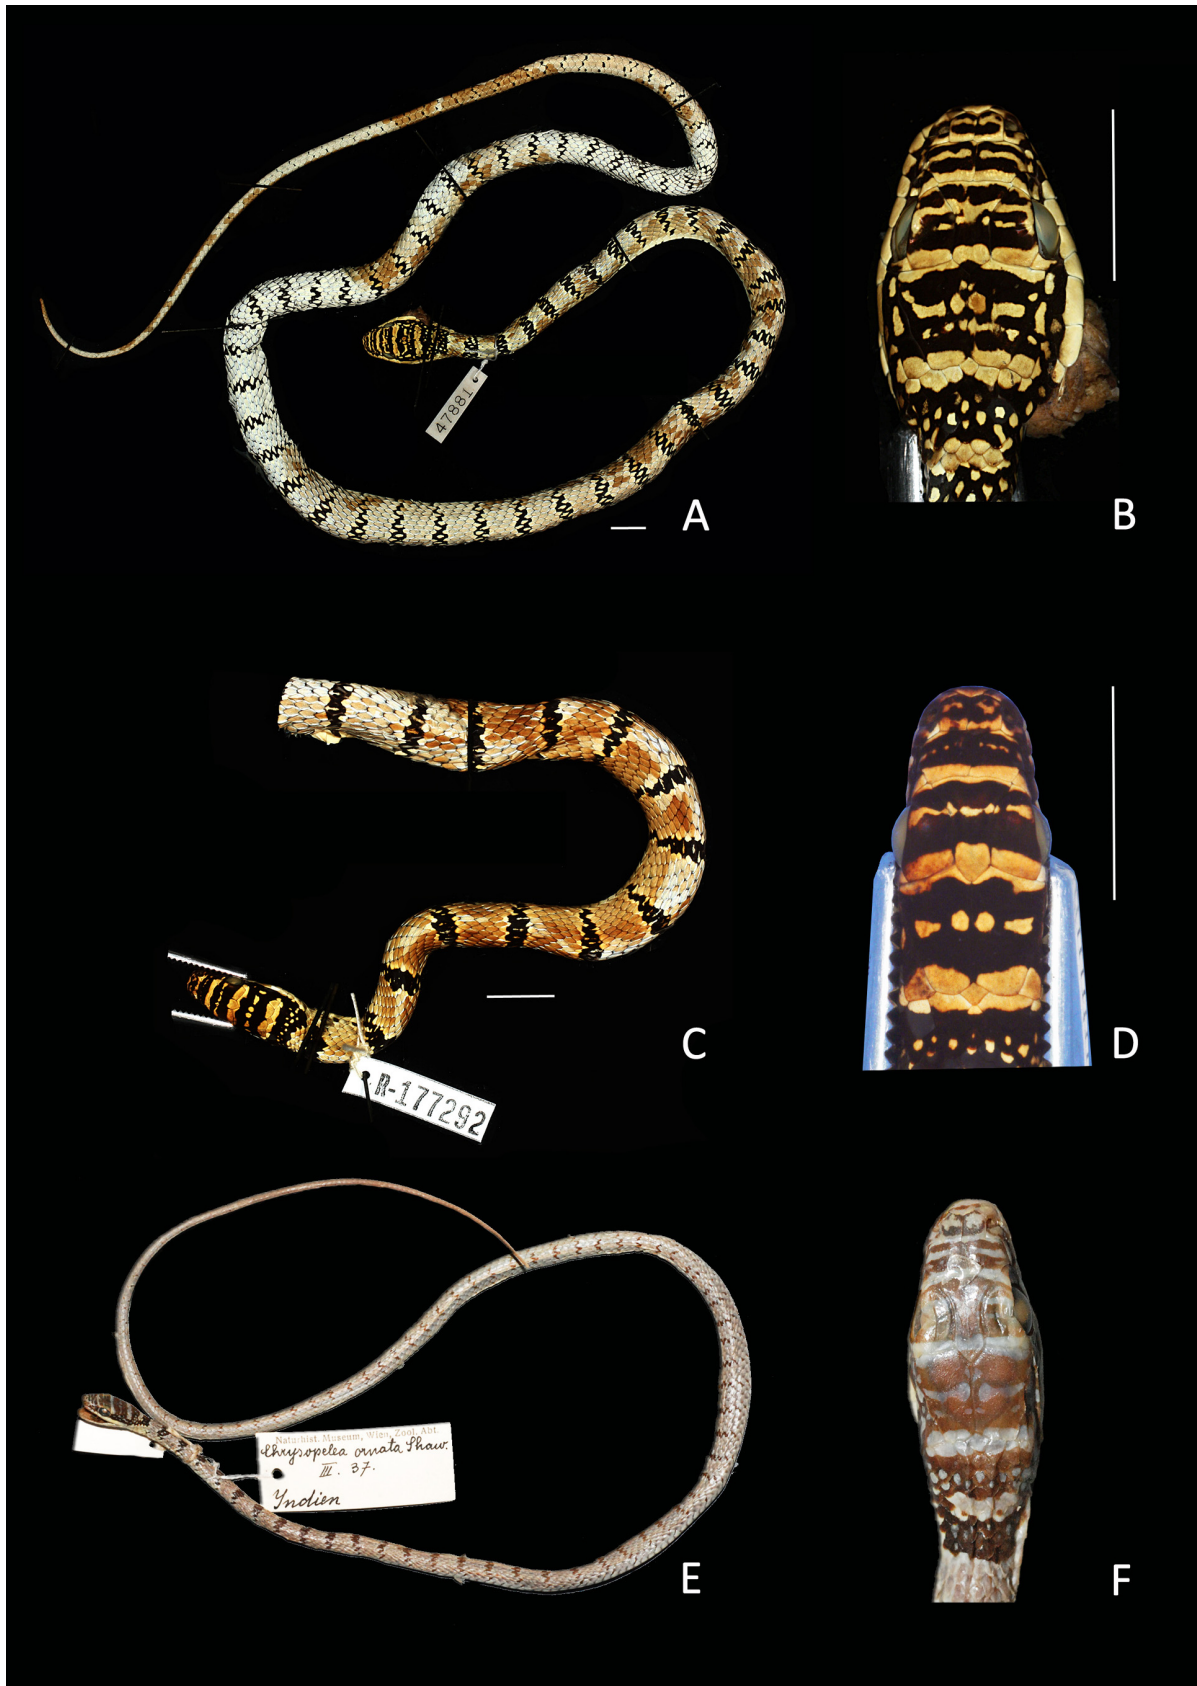 47881
A
B
R-177292
C
D
Naturhist. Museum, Wien, Zool. Abt.
Chrysopelea ornata Shaw.
III. 37.
Yndien
E
F